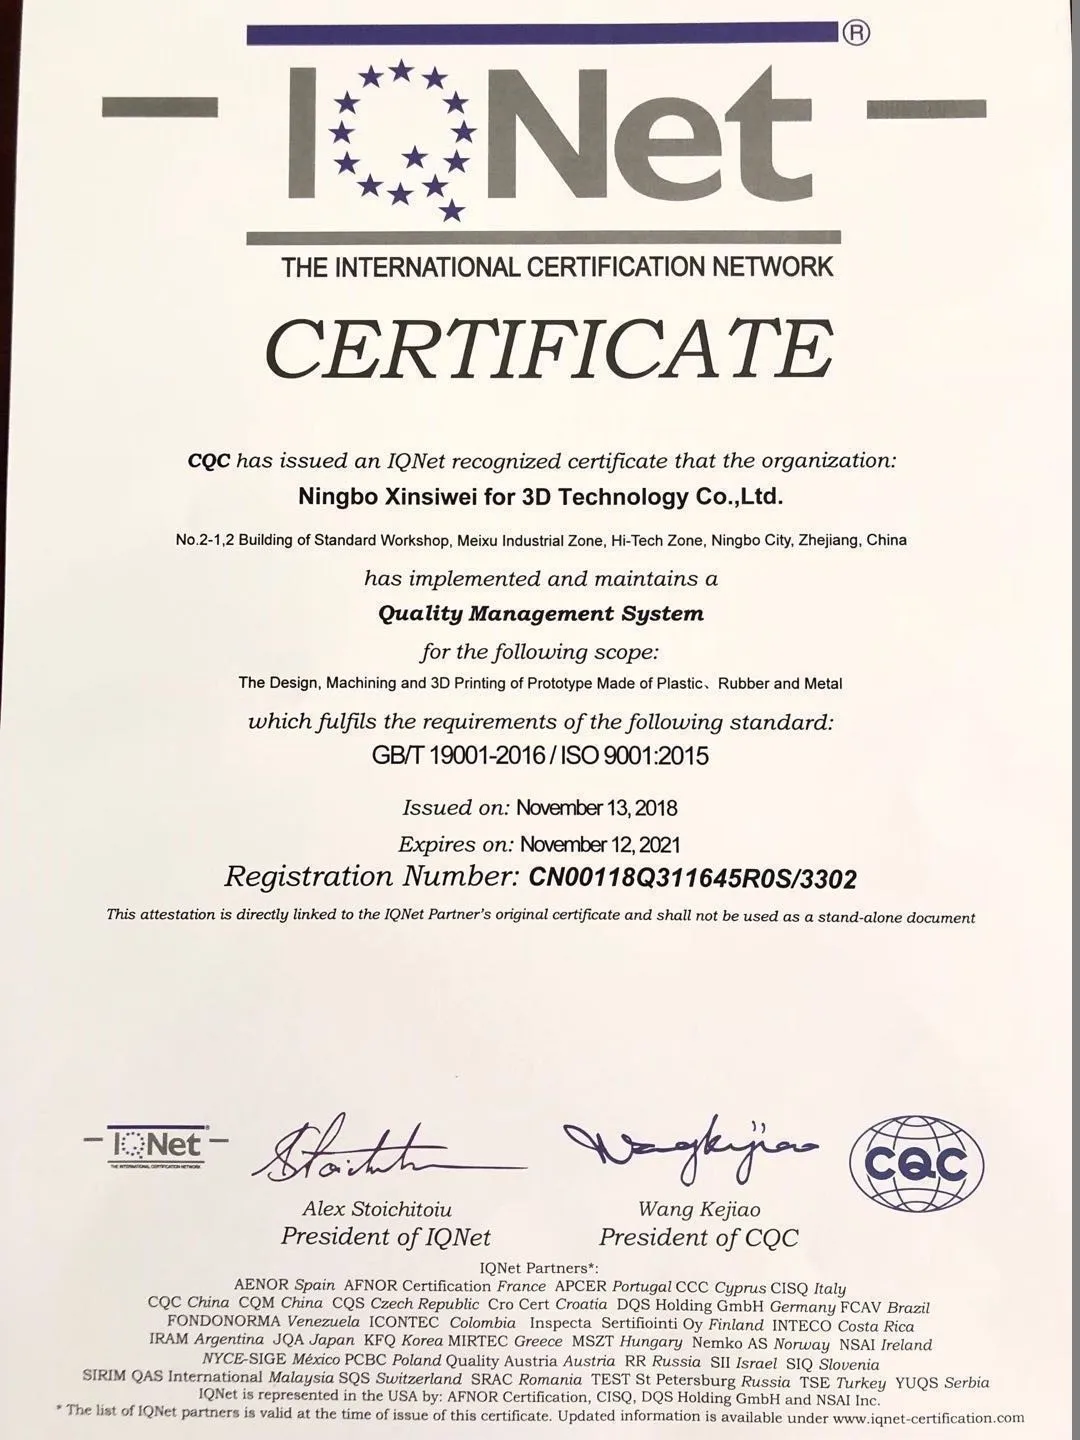 IQNet ®
THE INTERNATIONAL CERTIFICATION NETWORK
CERTIFICATE
CQC has issued an IQNet recognized certificate that the organization:
Ningbo Xinsiwei for 3D Technology Co.,Ltd.
No.2-1,2 Building of Standard Workshop, Meixu Industrial Zone, Hi-Tech Zone, Ningbo City, Zhejiang, China
has implemented and maintains a
Quality Management System
for the following scope:
The Design, Machining and 3D Printing of Prototype Made of Plastic、Rubber and Metal
which fulfils the requirements of the following standard:
GB/T 19001-2016 / ISO 9001:2015
Issued on: November 13, 2018
Expires on: November 12, 2021
Registration Number: CN00118Q311645R0S/3302
This attestation is directly linked to the IQNet Partner's original certificate and shall not be used as a stand-alone document
IQNet
THE INTERNATIONAL CERTIFICATION NETWORK
Wangkejiao
CQC
Alex Stoichitoiu
President of IQNet
Wang Kejiao
President of CQC
IQNet Partners*:
AENOR Spain AFNOR Certification France APCER Portugal CCC Cyprus CISQ Italy
CQC China CQM China CQS Czech Republic Cro Cert Croatia DQS Holding GmbH Germany FCAV Brazil
FONDONORMA Venezuela ICONTEC Colombia Inspecta Sertifiointi Oy Finland INTECO Costa Rica
IRAM Argentina JQA Japan KFQ Korea MIRTEC Greece MSZT Hungary Nemko AS Norway NSAI Ireland
NYCE-SIGE México PCBC Poland Quality Austria Austria RR Russia SII Israel SIQ Slovenia
SIRIM QAS International Malaysia SQS Switzerland SRAC Romania TEST St Petersburg Russia TSE Turkey YUQS Serbia
IQNet is represented in the USA by: AFNOR Certification, CISQ, DQS Holding GmbH and NSAI Inc.
* The list of IQNet partners is valid at the time of issue of this certificate. Updated information is available under www.iqnet-certification.com